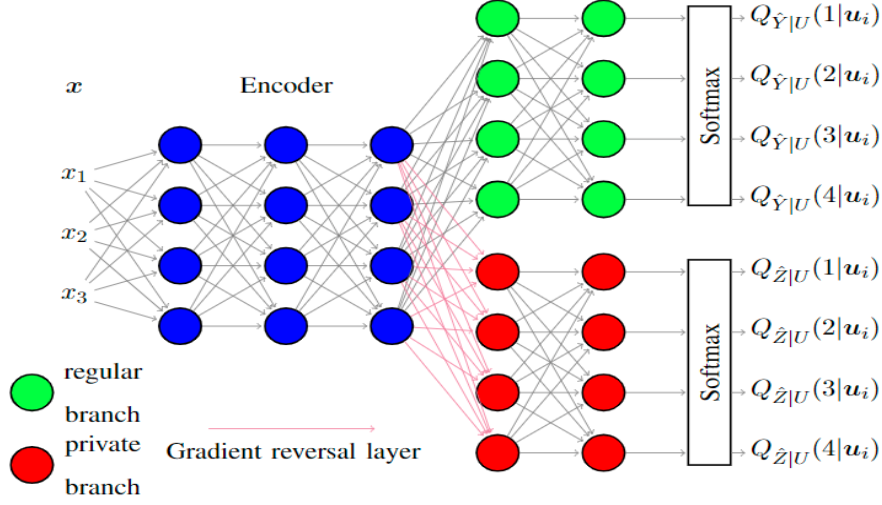 x
Encoder
x₁
x₂
x₃
Softmax
Q_{Ŷ|U}(1|u_i)
Q_{Ŷ|U}(2|u_i)
Q_{Ŷ|U}(3|u_i)
Q_{Ŷ|U}(4|u_i)
Softmax
Q_{Ẑ|U}(1|u_i)
Q_{Ẑ|U}(2|u_i)
Q_{Ẑ|U}(3|u_i)
Q_{Ẑ|U}(4|u_i)
regular
branch
private
branch
Gradient reversal layer